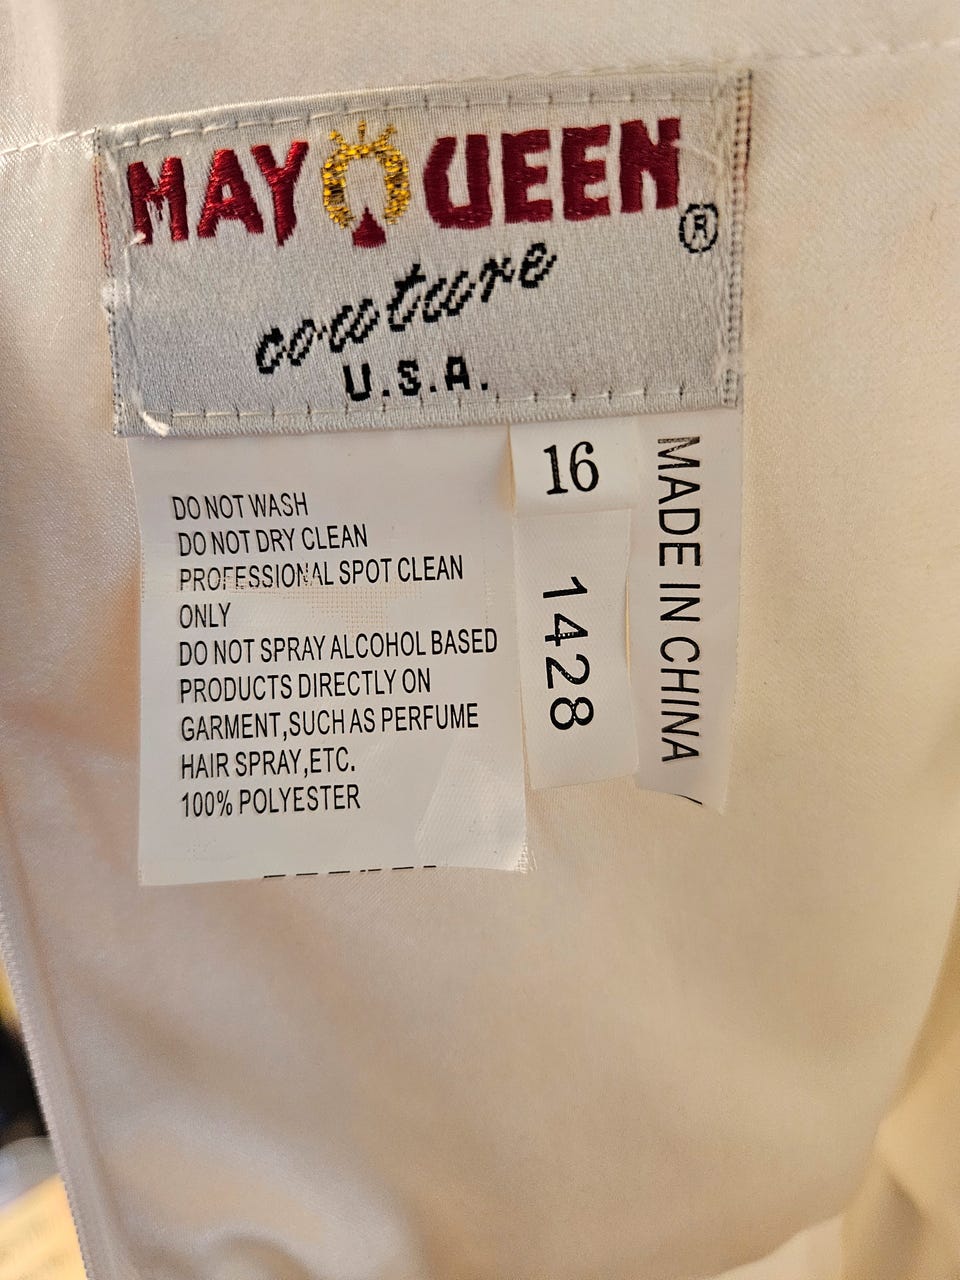 MAY QUEEN
®
couture
U.S.A.
DO NOT WASH
DO NOT DRY CLEAN
PROFESSIONAL SPOT CLEAN
ONLY
DO NOT SPRAY ALCOHOL BASED
PRODUCTS DIRECTLY ON
GARMENT,SUCH AS PERFUME
HAIR SPRAY,ETC.
100% POLYESTER
16
1428
MADE IN CHINA